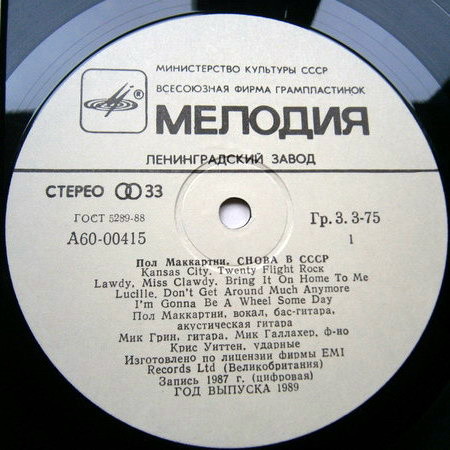 МИНИСТЕРСТВО КУЛЬТУРЫ СССР
ВСЕСОЮЗНАЯ ФИРМА ГРАМПЛАСТИНОК
МЕЛОДИЯ
ЛЕНИНГРАДСКИЙ ЗАВОД
СТЕРЕО 33
ГОСТ 5289-88
Гр. 3. 3-75
А60-00415
1
Пол Маккартни, СНОВА В СССР
Kansas City, Twenty Flight Rock
Lawdy, Miss Clawdy, Bring It On Home To Me
Lucille, Don't Get Around Much Anymore
I'm Gonna Be A Wheel Some Day
Пол Маккартни, вокал, бас-гитара,
акустическая гитара
Мик Грин, гитара, Мик Галлахер, ф-но
Крис Уиттен, ударные
Изготовлено по лицензии фирмы EMI
Records Ltd (Великобритания)
Запись 1987 г. (цифровая)
ГОД ВЫПУСКА 1989